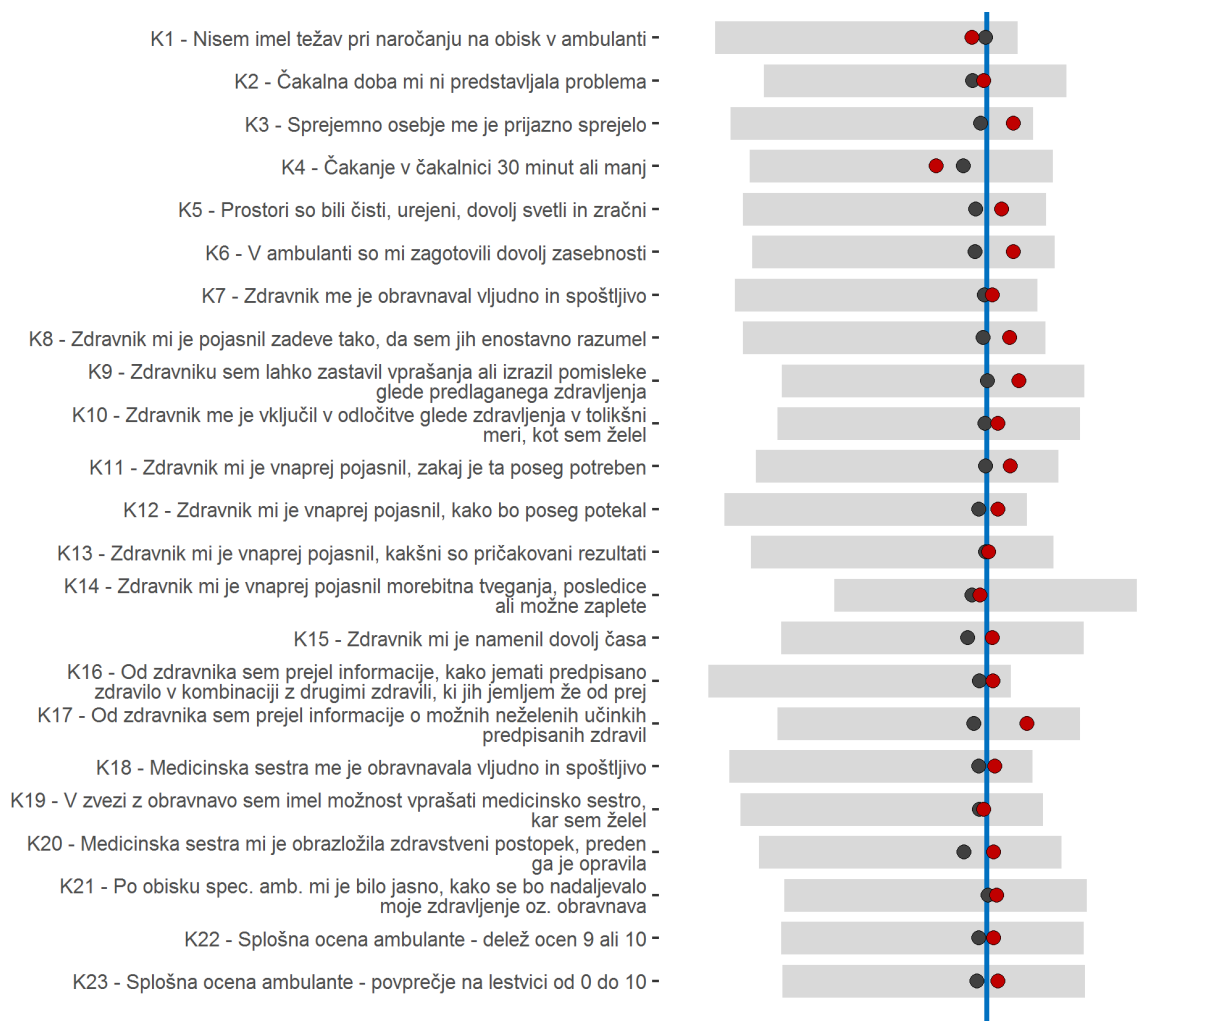 K1 - Nisem imel težav pri naročanju na obisk v ambulanti
K2 - Čakalna doba mi ni predstavljala problema
K3 - Sprejemno osebje me je prijazno sprejelo
K4 - Čakanje v čakalnici 30 minut ali manj
K5 - Prostori so bili čisti, urejeni, dovolj svetli in zračni
K6 - V ambulanti so mi zagotovili dovolj zasebnosti
K7 - Zdravnik me je obravnaval vljudno in spoštljivo
K8 - Zdravnik mi je pojasnil zadeve tako, da sem jih enostavno razumel
K9 - Zdravniku sem lahko zastavil vprašanja ali izrazil pomisleke
glede predlaganega zdravljenja
K10 - Zdravnik me je vključil v odločitve glede zdravljenja v tolikšni
meri, kot sem želel
K11 - Zdravnik mi je vnaprej pojasnil, zakaj je ta poseg potreben
K12 - Zdravnik mi je vnaprej pojasnil, kako bo poseg potekal
K13 - Zdravnik mi je vnaprej pojasnil, kakšni so pričakovani rezultati
K14 - Zdravnik mi je vnaprej pojasnil morebitna tveganja, posledice
ali možne zaplete
K15 - Zdravnik mi je namenil dovolj časa
K16 - Od zdravnika sem prejel informacije, kako jemati predpisano
zdravilo v kombinaciji z drugimi zdravili, ki jih jemljem že od prej
K17 - Od zdravnika sem prejel informacije o možnih neželenih učinkih
predpisanih zdravil
K18 - Medicinska sestra me je obravnavala vljudno in spoštljivo
K19 - V zvezi z obravnavo sem imel možnost vprašati medicinsko sestro,
kar sem želel
K20 - Medicinska sestra mi je obrazložila zdravstveni postopek, preden
ga je opravila
K21 - Po obisku spec. amb. mi je bilo jasno, kako se bo nadaljevalo
moje zdravljenje oz. obravnava
K22 - Splošna ocena ambulante - delež ocen 9 ali 10
K23 - Splošna ocena ambulante - povprečje na lestvici od 0 do 10